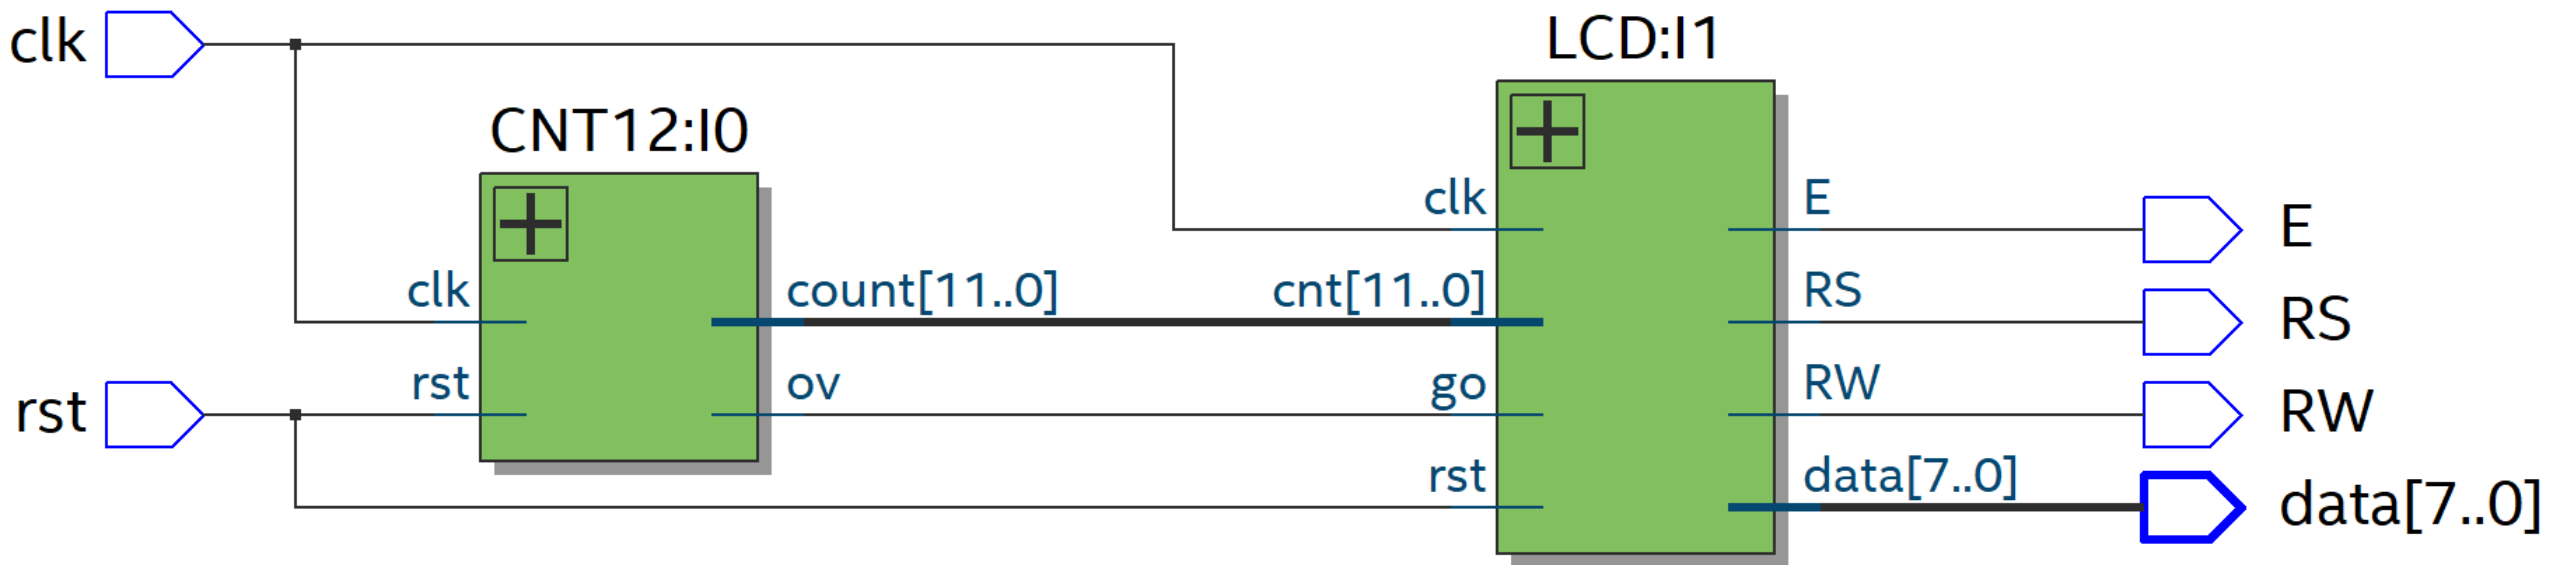 clk
LCD:I1
CNT12:I0
clk
E
E
clk
count[11..0]
cnt[11..0]
RS
RS
rst
rst
ov
go
RW
RW
rst
data[7..0]
data[7..0]